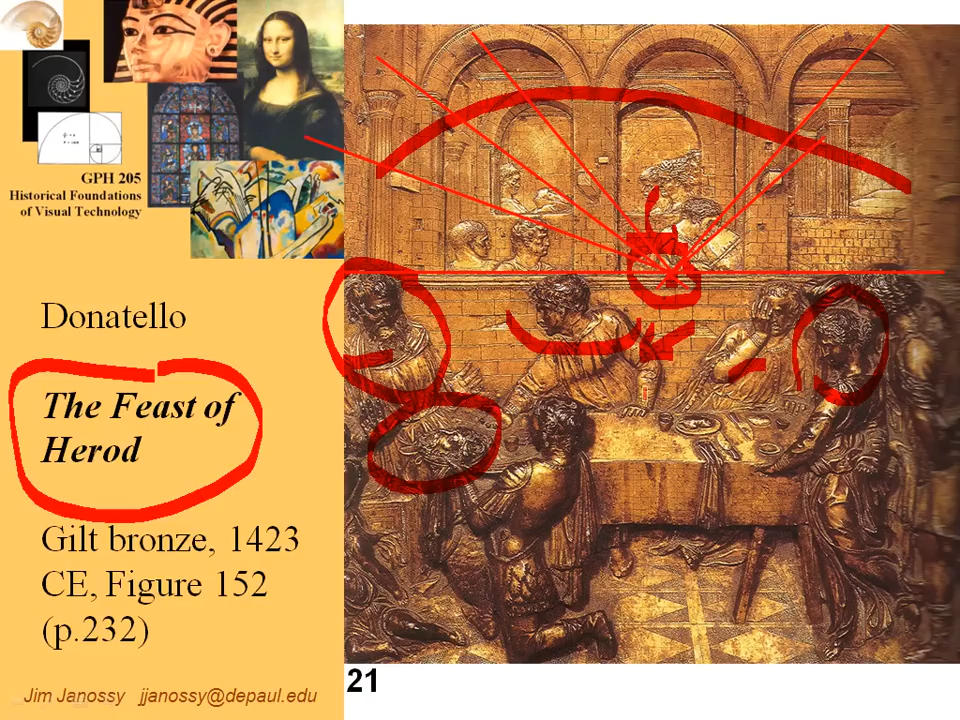 GPH 205
Historical Foundations
of Visual Technology
Donatello
The Feast of
Herod
Gilt bronze, 1423
CE, Figure 152
(p.232)
Jim Janossy jjanossy@depaul.edu
21